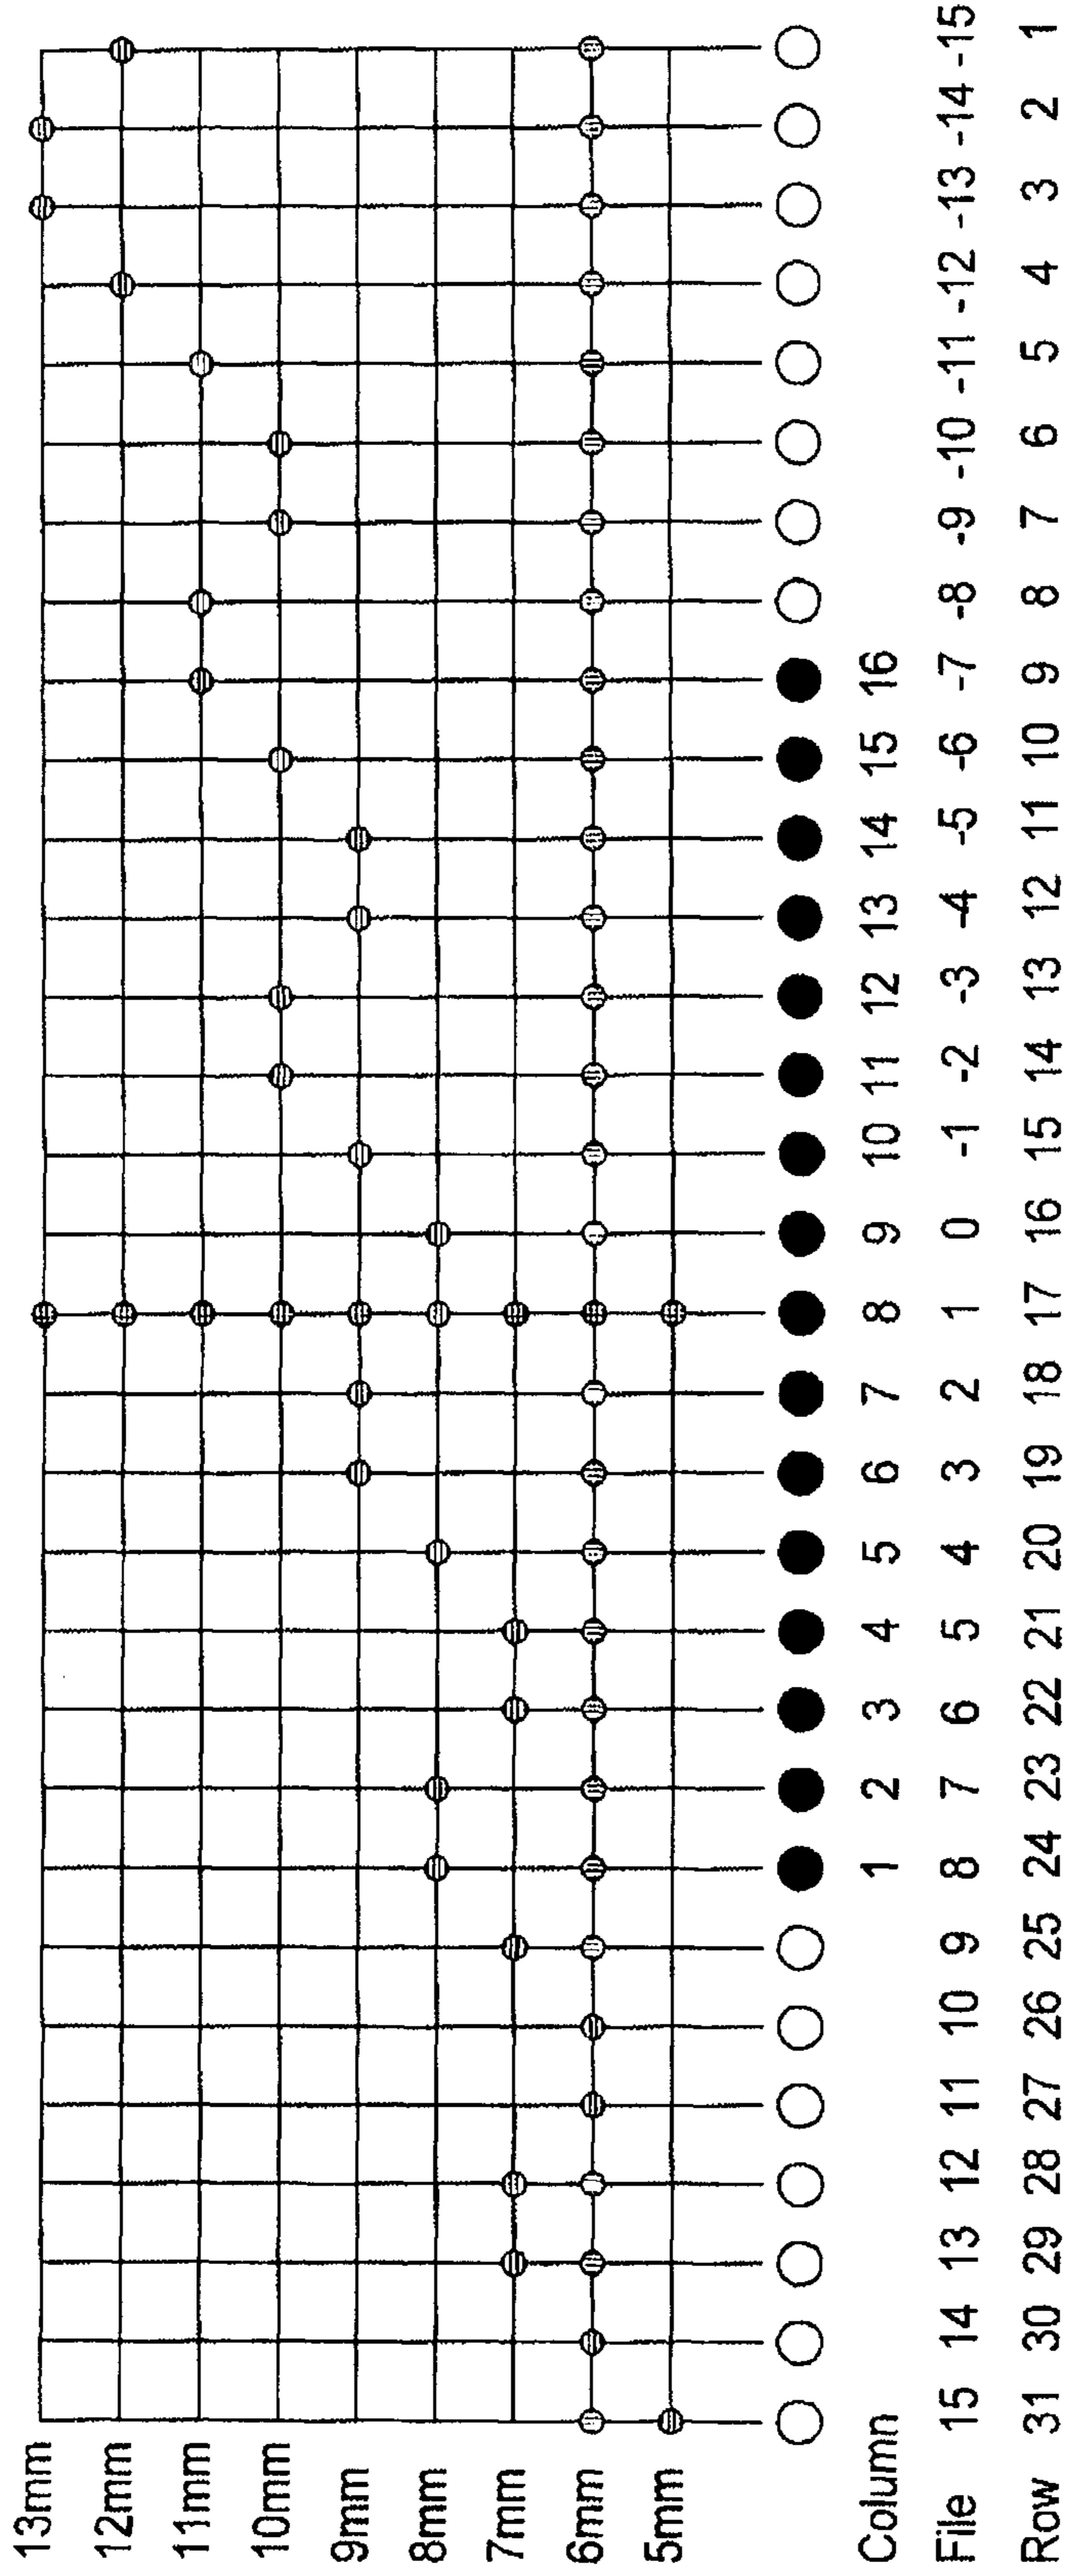 13mm
12mm
11mm
10mm
9mm
8mm
7mm
6mm
5mm
Column 1 2 3 4 5 6 7 8 9 10 11 12 13 14 15 16
File 15 14 13 12 11 10 9 8 7 6 5 4 3 2 1 0 -1 -2 -3 -4 -5 -6 -7 -8 -9 -10 -11 -12 -13 -14 -15
Row 31 30 29 28 27 26 25 24 23 22 21 20 19 18 17 16 15 14 13 12 11 10 9 8 7 6 5 4 3 2 1